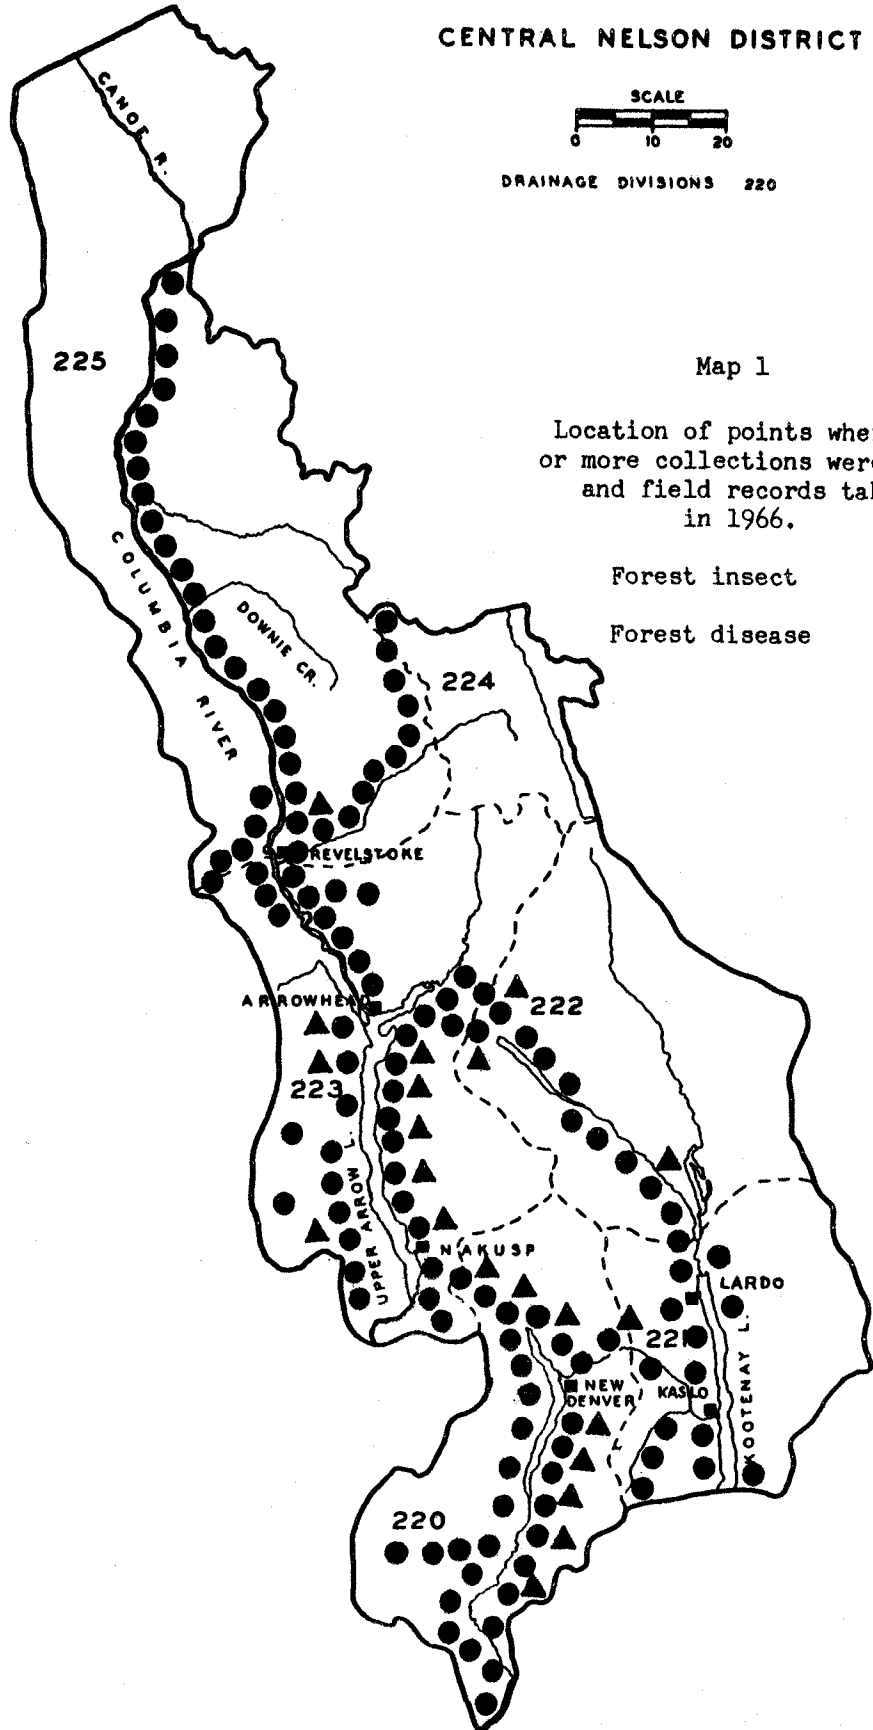 CENTRAL NELSON DISTRICT
SCALE
0 10 20
DRAINAGE DIVISIONS 220
CANOE R.
225
Map 1
Location of points whe
or more collections were
and field records tal
in 1966.
Forest insect
Forest disease
COLUMBIA RIVER
DOWNIE CR.
224
REVELSTOKE
ARROWHEAD
222
223
UPPER ARROW L.
NAKUSP
LARDO
221
KOOTENAY L.
NEW
DENVER
KASLO
220